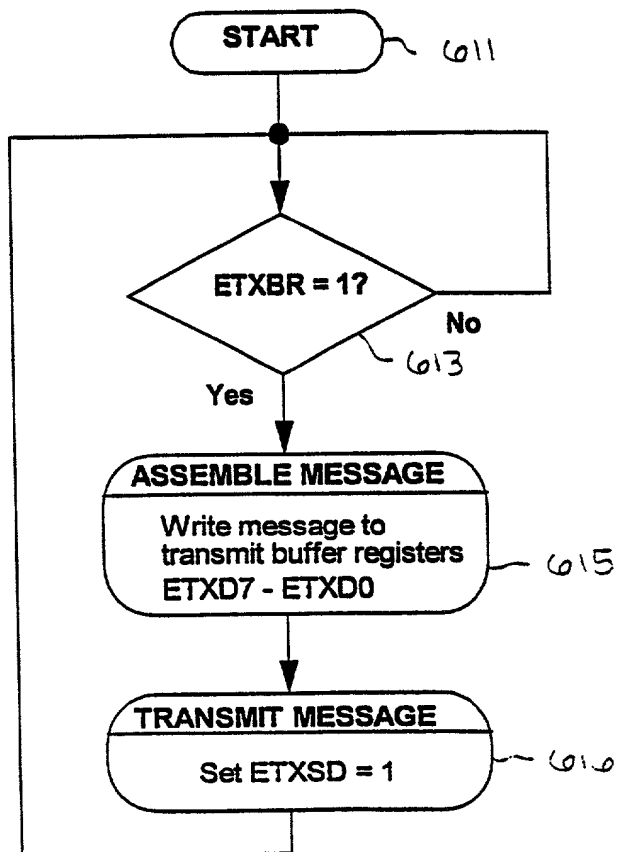 START
611
ETXBR = 1?
No
613
Yes
ASSEMBLE MESSAGE
Write message to
transmit buffer registers
ETXD7 - ETXD0
615
TRANSMIT MESSAGE
Set ETXSD = 1